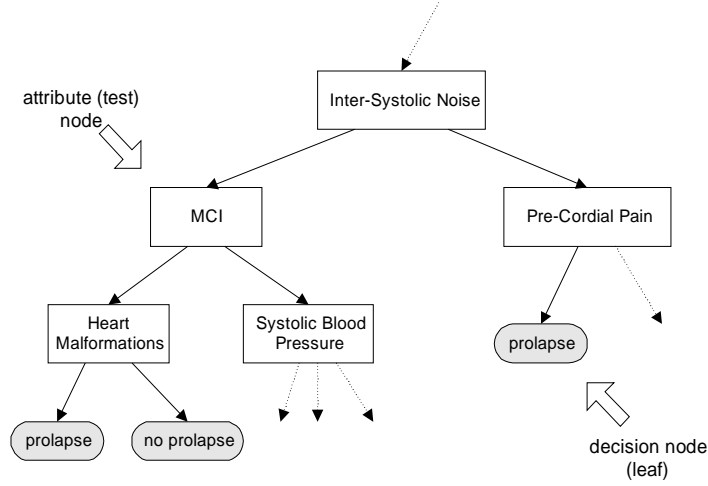 Inter-Systolic Noise
attribute (test)
node
MCI
Pre-Cordial Pain
Heart
Malformations
Systolic Blood
Pressure
prolapse
prolapse
no prolapse
decision node
(leaf)